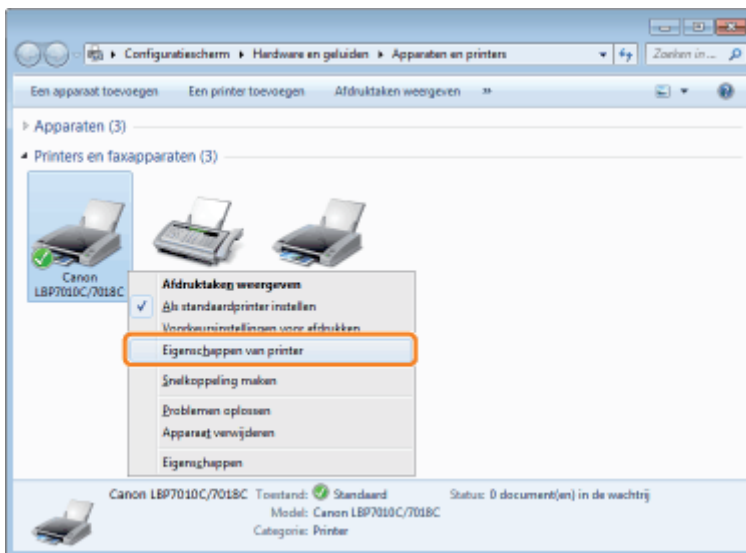 Configuratiescherm ▸ Hardware en geluiden ▸ Apparaten en printers
Zoeken in...
Een apparaat toevoegen Een printer toevoegen Afdruktaken weergeven »
Apparaten (3)
Printers en faxapparaten (3)
Canon
LBP7010C/7018C
Afdruktaken weergeven
Als standaardprinter instellen
Voorkeursinstellingen voor afdrukken
Eigenschappen van printer
Snelkoppeling maken
Problemen oplossen
Apparaat verwijderen
Eigenschappen
Canon LBP7010C/7018C Toestand: Standaard Status: 0 document(en) in de wachtrij
Model: Canon LBP7010C/7018C
Categorie: Printer